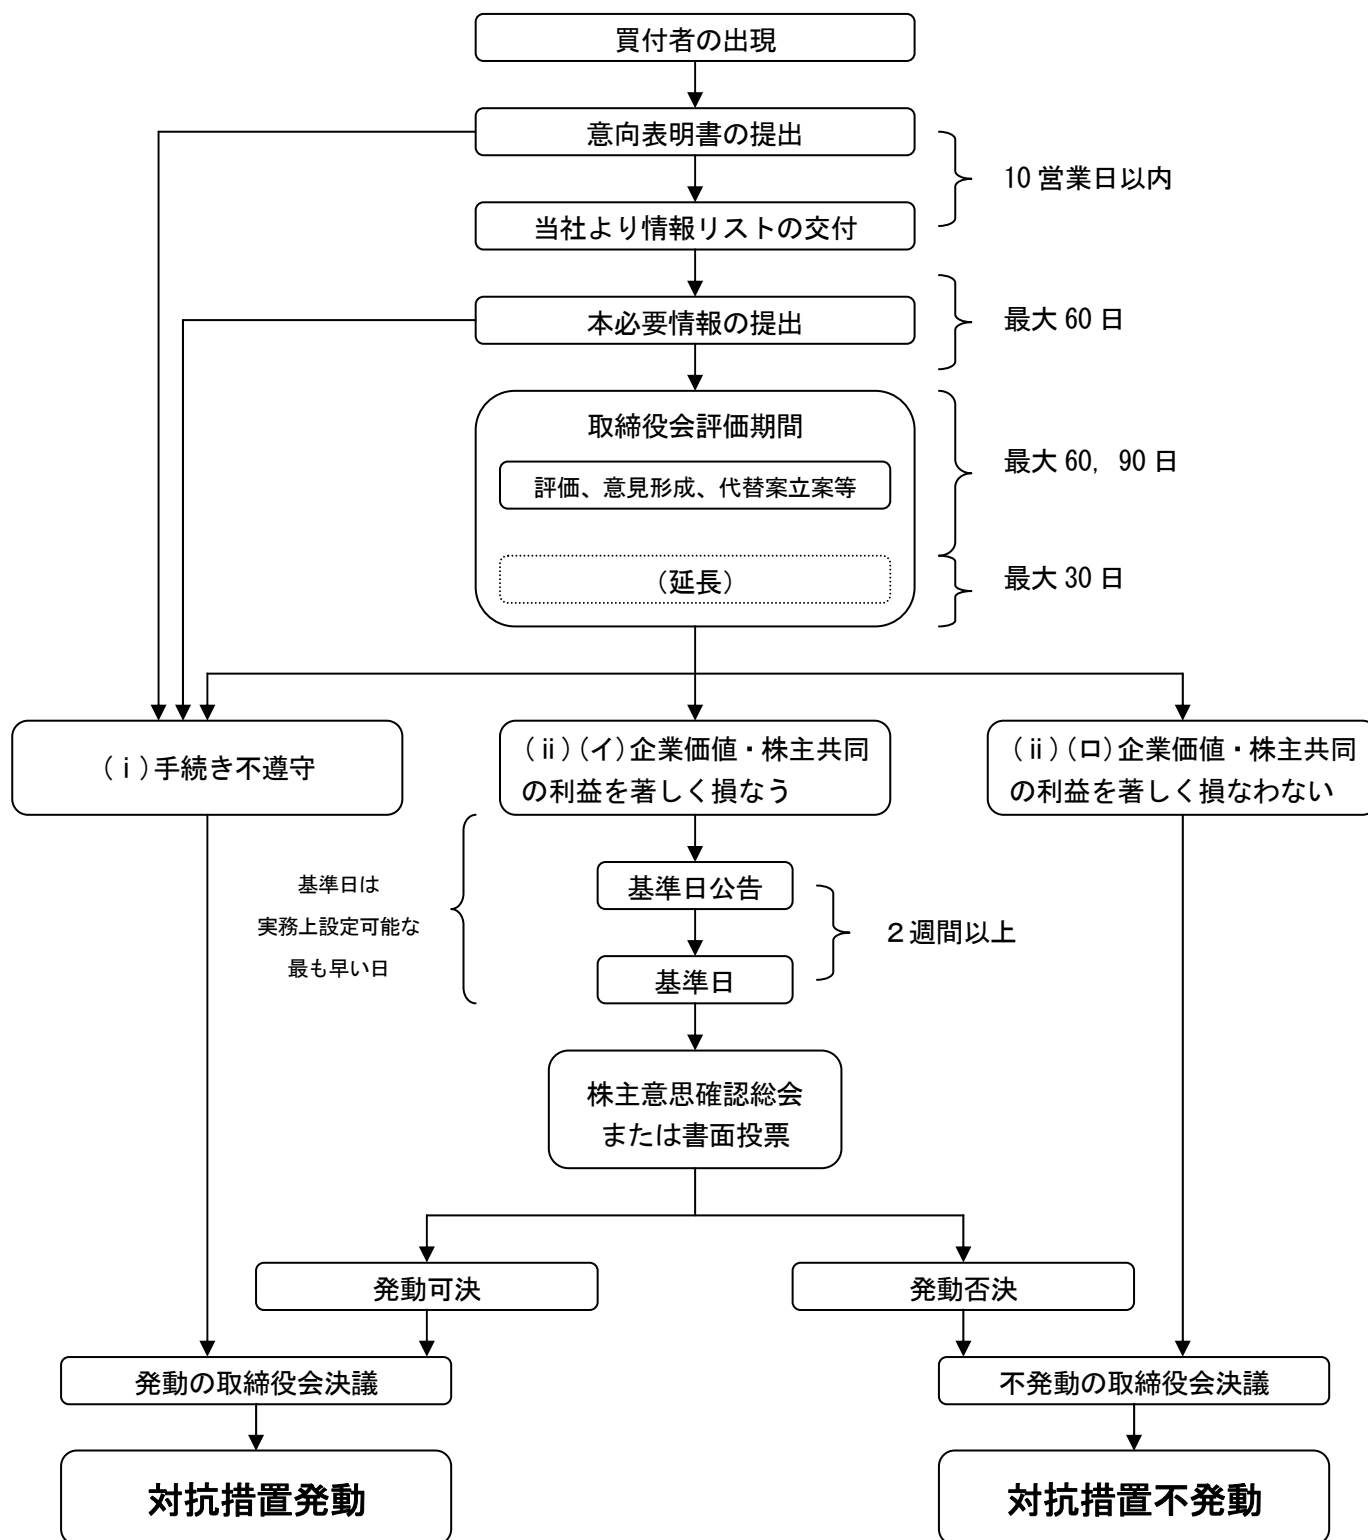 買付者の出現
意向表明書の提出
10 営業日以内
当社より情報リストの交付
本必要情報の提出
最大 60 日
取締役会評価期間
最大 60, 90 日
評価、意見形成、代替案立案等
(延長)
最大 30 日
(ⅰ)手続き不遵守
(ⅱ)(イ)企業価値・株主共同
の利益を著しく損なう
(ⅱ)(ロ)企業価値・株主共同
の利益を著しく損なわない
基準日は
実務上設定可能な
最も早い日
基準日公告
2週間以上
基準日
株主意思確認総会
または書面投票
発動可決
発動否決
発動の取締役会決議
不発動の取締役会決議
対抗措置発動
対抗措置不発動